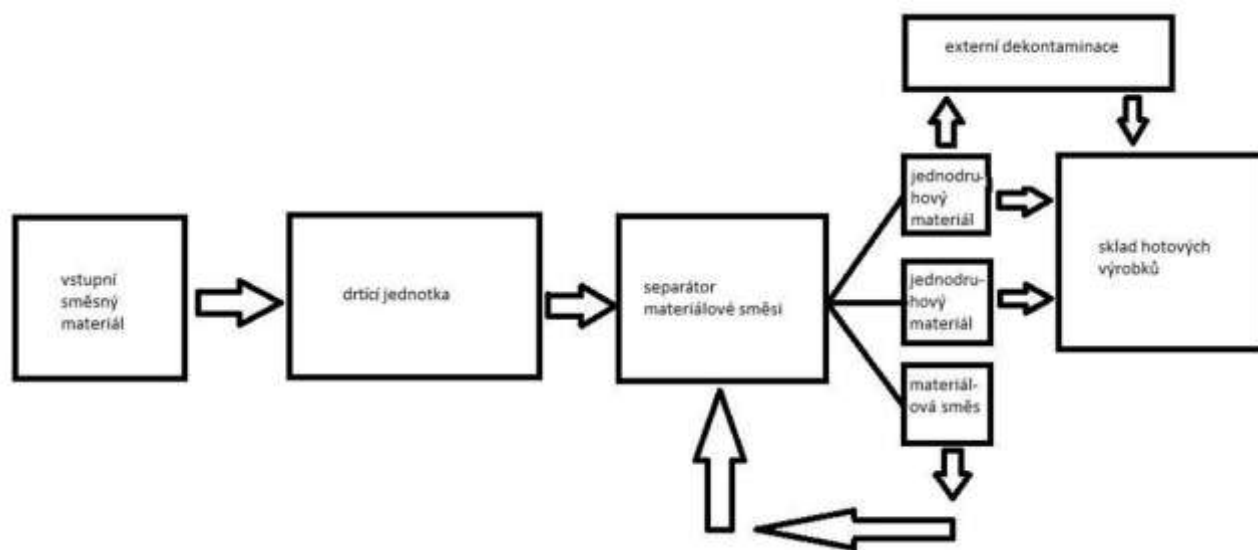 externí dekontaminace
jednodru-
hový
materiál
vstupní
směsný
materiál
drtící jednotka
separátor
materiálové směsi
jednodru-
hový
materiál
sklad hotových
výrobků
materiál-
ová směs